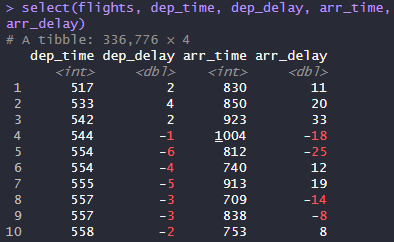 > select(flights, dep_time, dep_delay, arr_time,
arr_delay)
# A tibble: 336,776 × 4
dep_time dep_delay arr_time arr_delay
<int> <dbl> <int> <dbl>
1 517 2 830 11
2 533 4 850 20
3 542 2 923 33
4 544 -1 1004 -18
5 554 -6 812 -25
6 554 -4 740 12
7 555 -5 913 19
8 557 -3 709 -14
9 557 -3 838 -8
10 558 -2 753 8